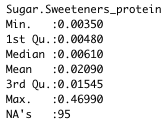 Sugar.Sweeteners_protein
Min.   :0.00350
1st Qu.:0.00480
Median :0.00610
Mean   :0.02090
3rd Qu.:0.01545
Max.   :0.46990
NA's   :95